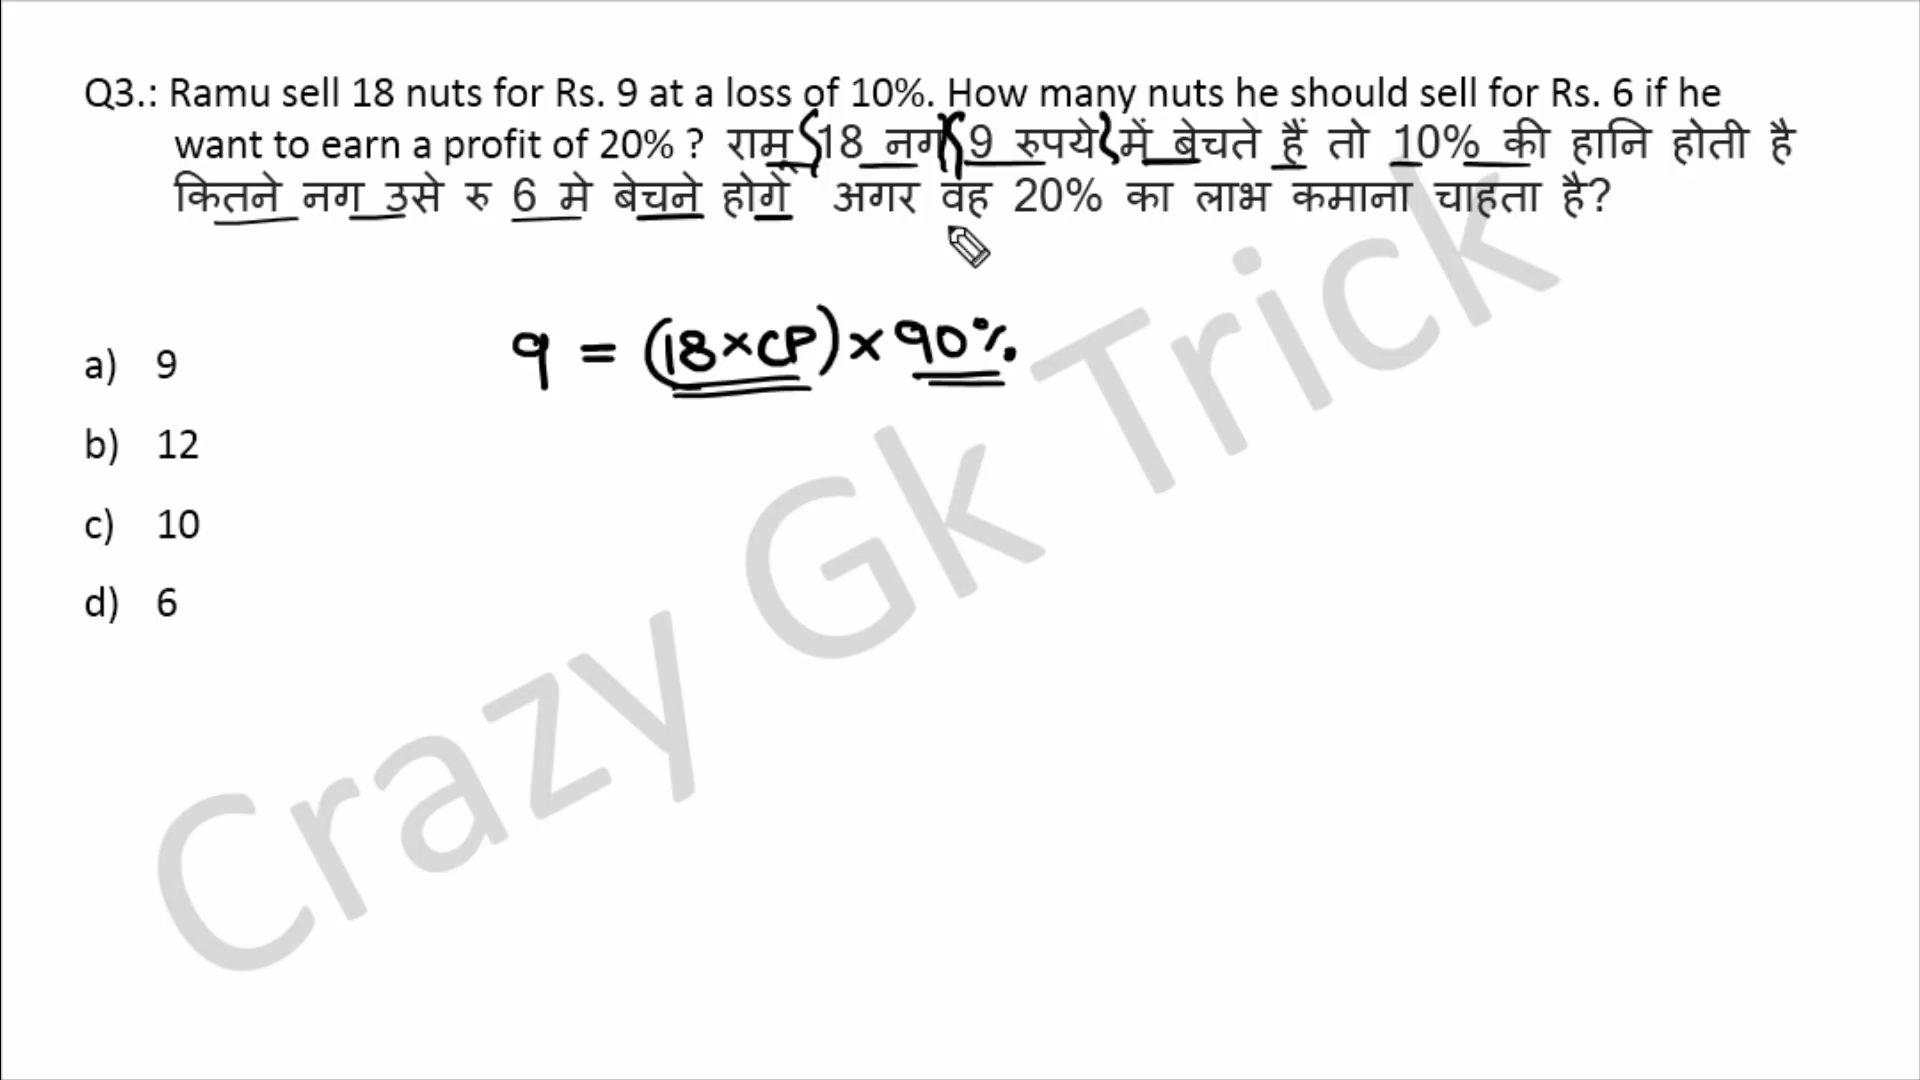 Q3.: Ramu sell 18 nuts for Rs. 9 at a loss of 10%. How many nuts he should sell for Rs. 6 if he
want to earn a profit of 20% ? रामु 18 नग 9 रुपये में बेचते हैं तो 10% की हानि होती है
कितने नग उसे रु 6 मे बेचने होगें अगर वह 20% का लाभ कमाना चाहता है?
9 = (18×CP)×90%
a) 9
b) 12
c) 10
d) 6
Crazy Gk Trick